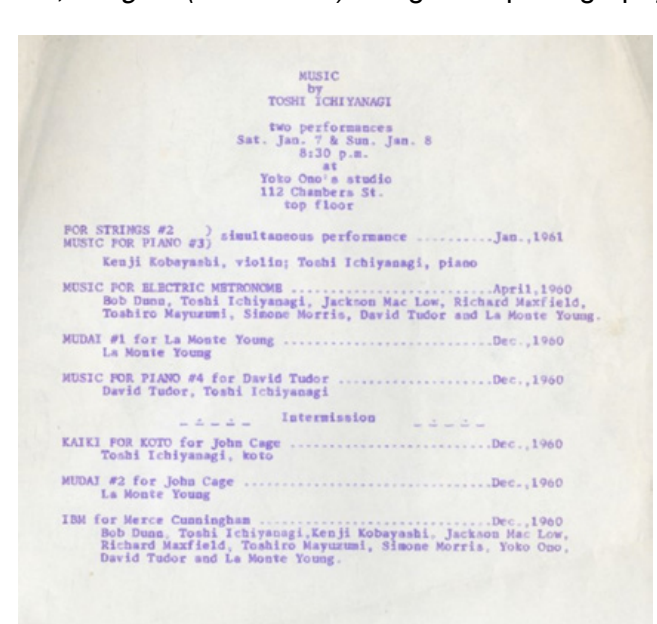 MUSIC
by
TOSHI ICHIYANAGI
two performances
Sat. Jan. 7 & Sun. Jan. 8
8:30 p.m.
at
Yoko Ono's studio
112 Chambers St.
top floor
FOR STRINGS #2 )
MUSIC FOR PIANO #3) simultaneous performance ..........Jan.,1961
Kenji Kobayashi, violin; Toshi Ichiyanagi, piano
MUSIC FOR ELECTRIC METRONOME ..........................April,1960
Bob Dunn, Toshi Ichiyanagi, Jackson Mac Low, Richard Maxfield,
Toshiro Mayuzumi, Simone Morris, David Tudor and La Monte Young.
MUDAI #1 for La Monte Young ...........................Dec.,1960
La Monte Young
MUSIC FOR PIANO #4 for David Tudor ....................Dec.,1960
David Tudor, Toshi Ichiyanagi
Intermission
KAIKI FOR KOTO for John Cage ..........................Dec.,1960
Toshi Ichiyanagi, koto
MUDAI #2 for John Cage ................................Dec.,1960
La Monte Young
IBM for Merce Cunningham ..............................Dec.,1960
Bob Dunn, Toshi Ichiyanagi,Kenji Kobayashi, Jackson Mac Low,
Richard Maxfield, Toshiro Mayuzumi, Simone Morris, Yoko Ono,
David Tudor and La Monte Young.